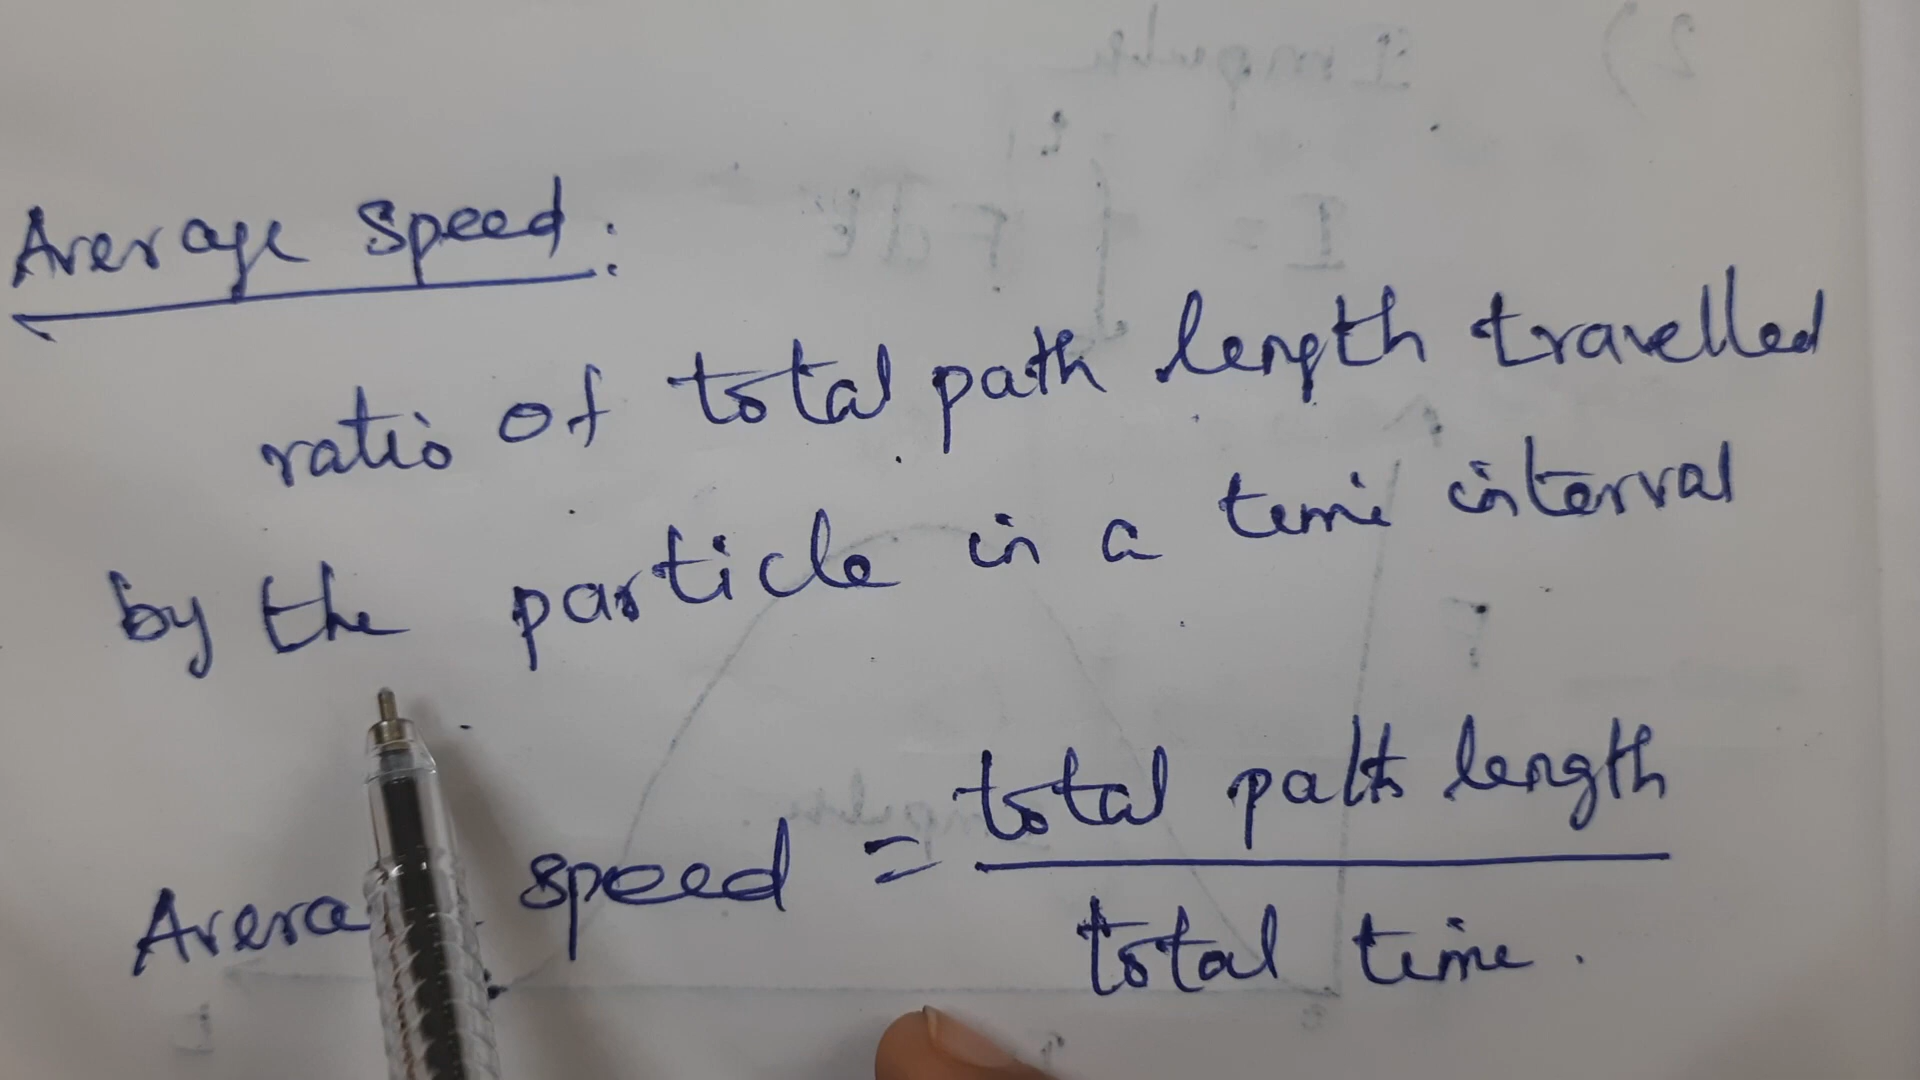 Average Speed:
ratio of total path length travelled
by the particle in a time interval
Avera speed = total path length
total time.